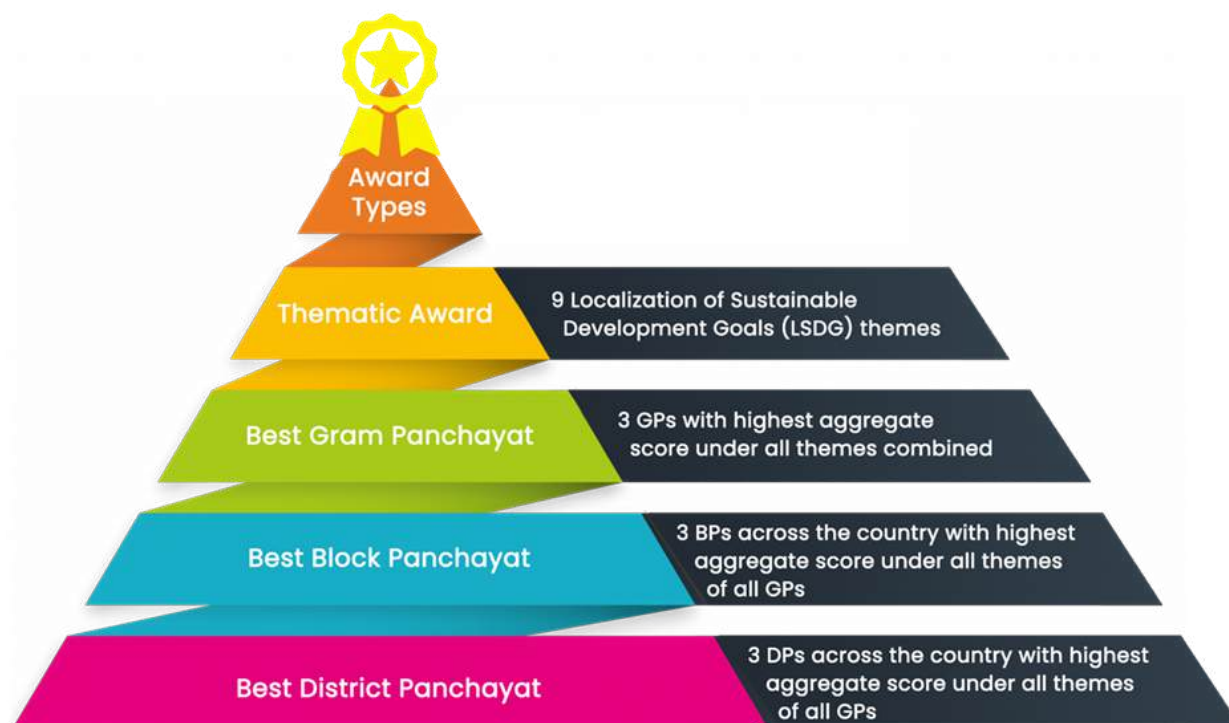 Award
Types
Thematic Award
9 Localization of Sustainable
Development Goals (LSDG) themes
Best Gram Panchayat
3 GPs with highest aggregate
score under all themes combined
Best Block Panchayat
3 BPs across the country with highest
aggregate score under all themes
of all GPs
Best District Panchayat
3 DPs across the country with highest
aggregate score under all themes
of all GPs